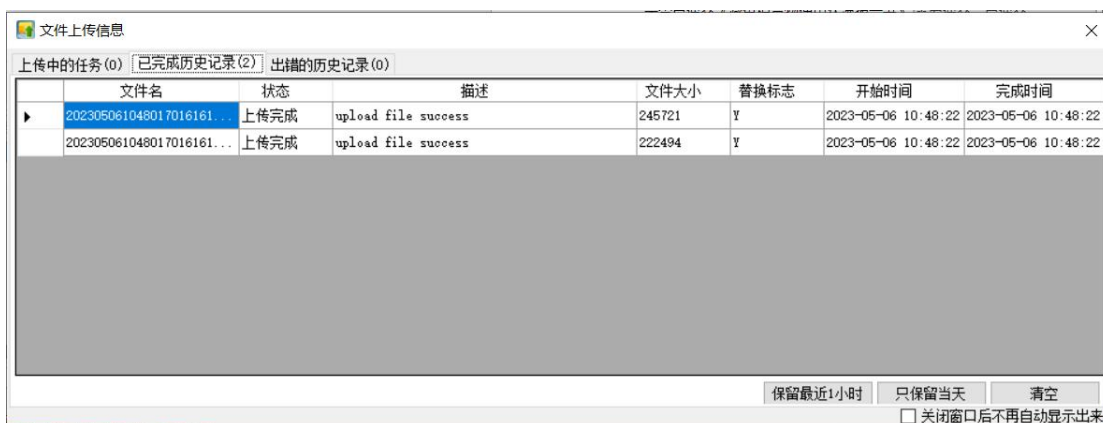 文件上传信息
上传中的任务(0) 已完成历史记录(2) 出错的历史记录(0)
文件名 状态 描述 文件大小 替换标志 开始时间 完成时间
202305061048017016161... 上传完成 upload file success 245721 Y 2023-05-06 10:48:22 2023-05-06 10:48:22
202305061048017016161... 上传完成 upload file success 222494 Y 2023-05-06 10:48:22 2023-05-06 10:48:22
保留最近1小时 只保留当天 清空
关闭窗口后不再自动显示出来